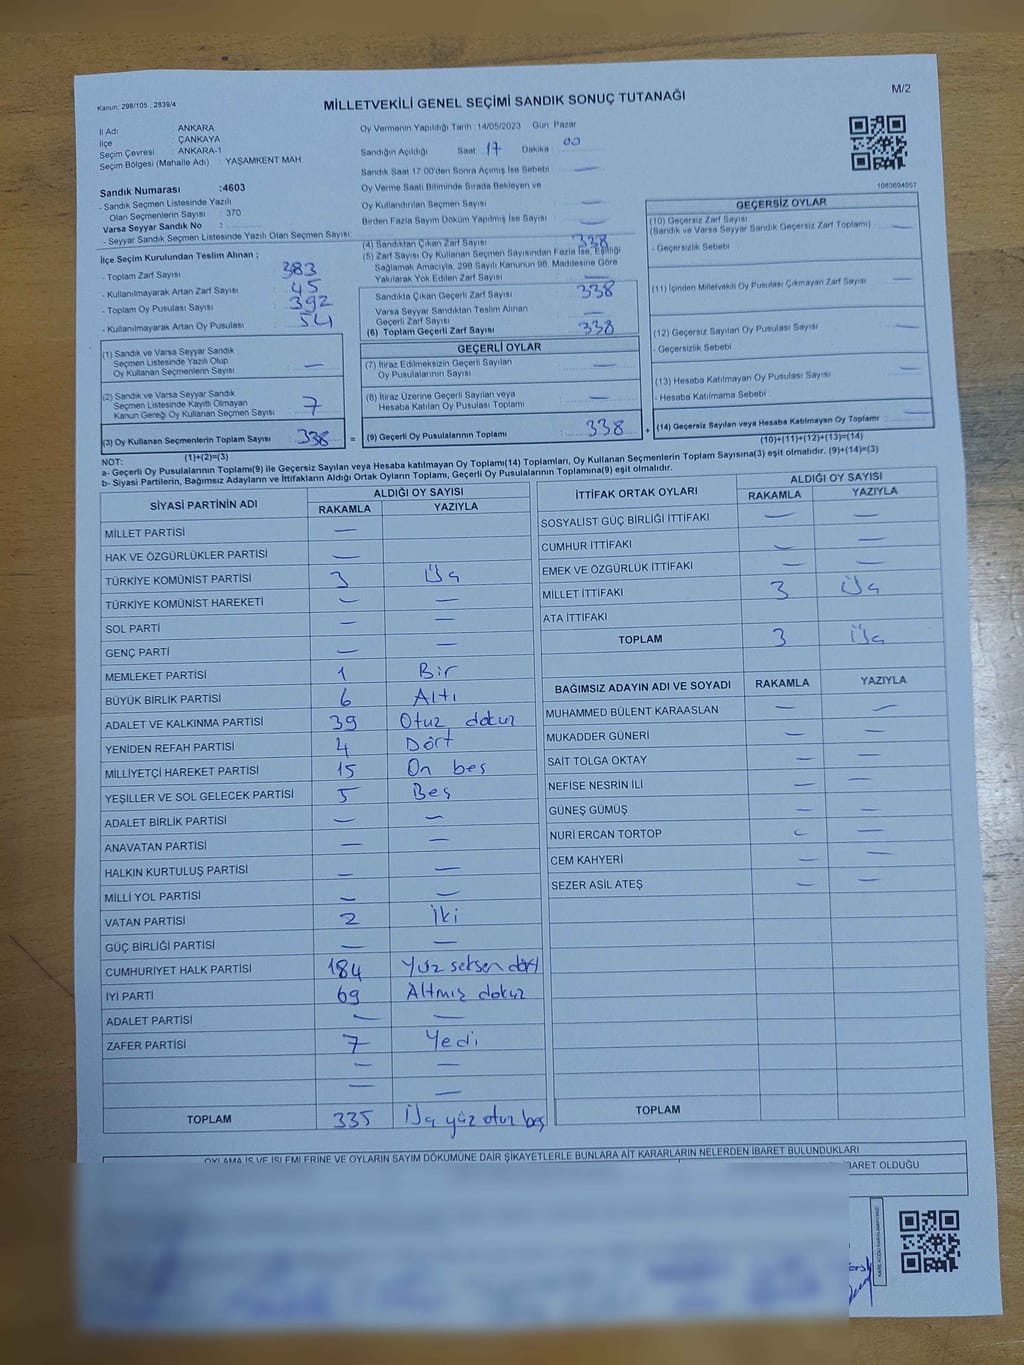 Kanun. 298/105 , 2839/4
MİLLETVEKİLİ GENEL SEÇİMİ SANDIK SONUÇ TUTANAĞI
M/2
İl Adı ANKARA
İlçe ÇANKAYA
Seçim Çevresi : ANKARA-1
Seçim Bölgesi (Mahalle Adı) YAŞAMKENT MAH.
Sandık Numarası :4603
- Sandık Seçmen Listesinde Yazılı
Olan Seçmenlerin Sayısı : 370
Varsa Seyyar Sandık No :
- Seyyar Sandık Seçmen Listesinde Yazılı Olan Seçmen Sayısı:
İlçe Seçim Kurulundan Teslim Alınan ;
- Toplam Zarf Sayısı 383
- Kullanılmayarak Artan Zarf Sayısı 45
- Toplam Oy Pusulası Sayısı 392
- Kullanılmayarak Artan Oy Pusulası 54
(1) Sandık ve Varsa Seyyar Sandık
Seçmen Listesinde Yazılı Olup
Oy Kullanan Seçmenlerin Sayısı —
(2) Sandık ve Varsa Seyyar Sandık
Seçmen Listesinde Kayıtlı Olmayan
Kanun Gereği Oy Kullanan Seçmen Sayısı 7
(3) Oy Kullanan Seçmenlerin Toplam Sayısı : 338 =
(1)+(2)=(3)
Oy Vermenin Yapıldığı Tarih :14/05/2023 Gün Pazar
Sandığın Açıldığı Saat 17 Dakika 00
Sandık Saat 17.00'den Sonra Açılmış İse Sebebi —
Oy Verme Saati Bitiminde Sırada Bekleyen ve
Oy Kullandırılan Seçmen Sayısı —
Birden Fazla Sayım Döküm Yapılmış İse Sayısı —
(4) Sandıktan Çıkan Zarf Sayısı 338
(5) Zarf Sayısı Oy Kullanan Seçmen Sayısından Fazla İse, Eşitliği
Sağlamak Amacıyla, 298 Sayılı Kanunun 98. Maddesine Göre
Yakılarak Yok Edilen Zarf Sayısı —
Sandıkta Çıkan Geçerli Zarf Sayısı 338
Varsa Seyyar Sandıktan Teslim Alınan
Geçerli Zarf Sayısı —
(6) Toplam Geçerli Zarf Sayısı 338
GEÇERLİ OYLAR
(7) İtiraz Edilmeksizin Geçerli Sayılan
Oy Pusulalarının Sayısı —
(8) İtiraz Üzerine Geçerli Sayılan veya
Hesaba Katılan Oy Pusulası Toplamı —
(9) Geçerli Oy Pusulalarının Toplamı 338 +
1083634057
GEÇERSİZ OYLAR
(10) Geçersiz Zarf Sayısı
(Sandık ve Varsa Seyyar Sandık Geçersiz Zarf Toplamı) —
- Geçersizlik Sebebi :
(11) İçinden Milletvekili Oy Pusulası Çıkmayan Zarf Sayısı —
(12) Geçersiz Sayılan Oy Pusulası Sayısı —
- Geçersizlik Sebebi
(13) Hesaba Katılmayan Oy Pusulası Sayısı —
- Hesaba Katılmama Sebebi
(14) Geçersiz Sayılan veya Hesaba Katılmayan Oy Toplamı : —
(10)+(11)+(12)+(13)=(14)
NOT:
a- Geçerli Oy Pusulalarının Toplamı(9) ile Geçersiz Sayılan veya Hesaba katılmayan Oy Toplamı(14) Toplamları, Oy Kullanan Seçmenlerin Toplam Sayısına(3) eşit olmalıdır. (9)+(14)=(3)
b- Siyasi Partilerin, Bağımsız Adayların ve İttifakların Aldığı Ortak Oyların Toplamı, Geçerli Oy Pusulalarının Toplamına(9) eşit olmalıdır.
SİYASİ PARTİNİN ADI ALDIĞI OY SAYISI
RAKAMLA YAZIYLA
MİLLET PARTİSİ —
HAK VE ÖZGÜRLÜKLER PARTİSİ —
TÜRKİYE KOMÜNİST PARTİSİ 3 Üç
TÜRKİYE KOMÜNİST HAREKETİ — —
SOL PARTİ — —
GENÇ PARTİ — —
MEMLEKET PARTİSİ 1 Bir
BÜYÜK BİRLİK PARTİSİ 6 Altı
ADALET VE KALKINMA PARTİSİ 39 Otuz dokuz
YENİDEN REFAH PARTİSİ 4 Dört
MİLLİYETÇİ HAREKET PARTİSİ 15 On beş
YEŞİLLER VE SOL GELECEK PARTİSİ 5 Beş
ADALET BİRLİK PARTİSİ — —
ANAVATAN PARTİSİ — —
HALKIN KURTULUŞ PARTİSİ — —
MİLLİ YOL PARTİSİ — —
VATAN PARTİSİ 2 İki
GÜÇ BİRLİĞİ PARTİSİ — —
CUMHURİYET HALK PARTİSİ 184 Yüz seksen dört
İYİ PARTİ 69 Altmış dokuz
ADALET PARTİSİ — —
ZAFER PARTİSİ 7 Yedi
— —
— —
TOPLAM 335 Üç yüz otuz beş
İTTİFAK ORTAK OYLARI ALDIĞI OY SAYISI
RAKAMLA YAZIYLA
SOSYALİST GÜÇ BİRLİĞİ İTTİFAKI — —
CUMHUR İTTİFAKI — —
EMEK VE ÖZGÜRLÜK İTTİFAKI — —
MİLLET İTTİFAKI 3 Üç
ATA İTTİFAKI
TOPLAM 3 Üç
BAĞIMSIZ ADAYIN ADI VE SOYADI RAKAMLA YAZIYLA
MUHAMMED BÜLENT KARAASLAN — —
MUKADDER GÜNERİ — —
SAİT TOLGA OKTAY — —
NEFİSE NESRİN İLİ — —
GÜNEŞ GÜMÜŞ — —
NURİ ERCAN TORTOP — —
CEM KAHYERİ — —
SEZER ASİL ATEŞ — —
TOPLAM
OYLAMA İŞ VE İŞLEMLERİNE VE OYLARIN SAYIM DÖKÜMÜNE DAİR ŞİKAYETLERLE BUNLARA AİT KARARLARIN NELERDEN İBARET BULUNDUKLARI
İBARET OLDUĞU